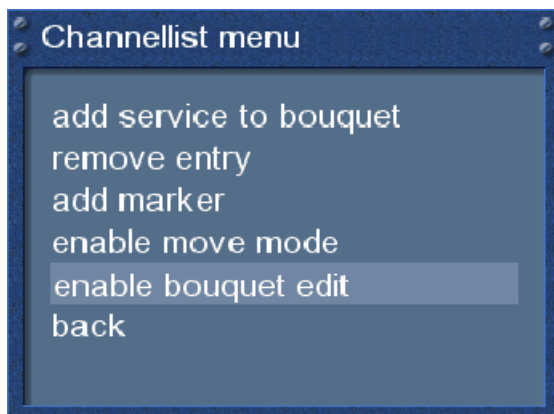 Channellist menu
add service to bouquet
remove entry
add marker
enable move mode
enable bouquet edit
back